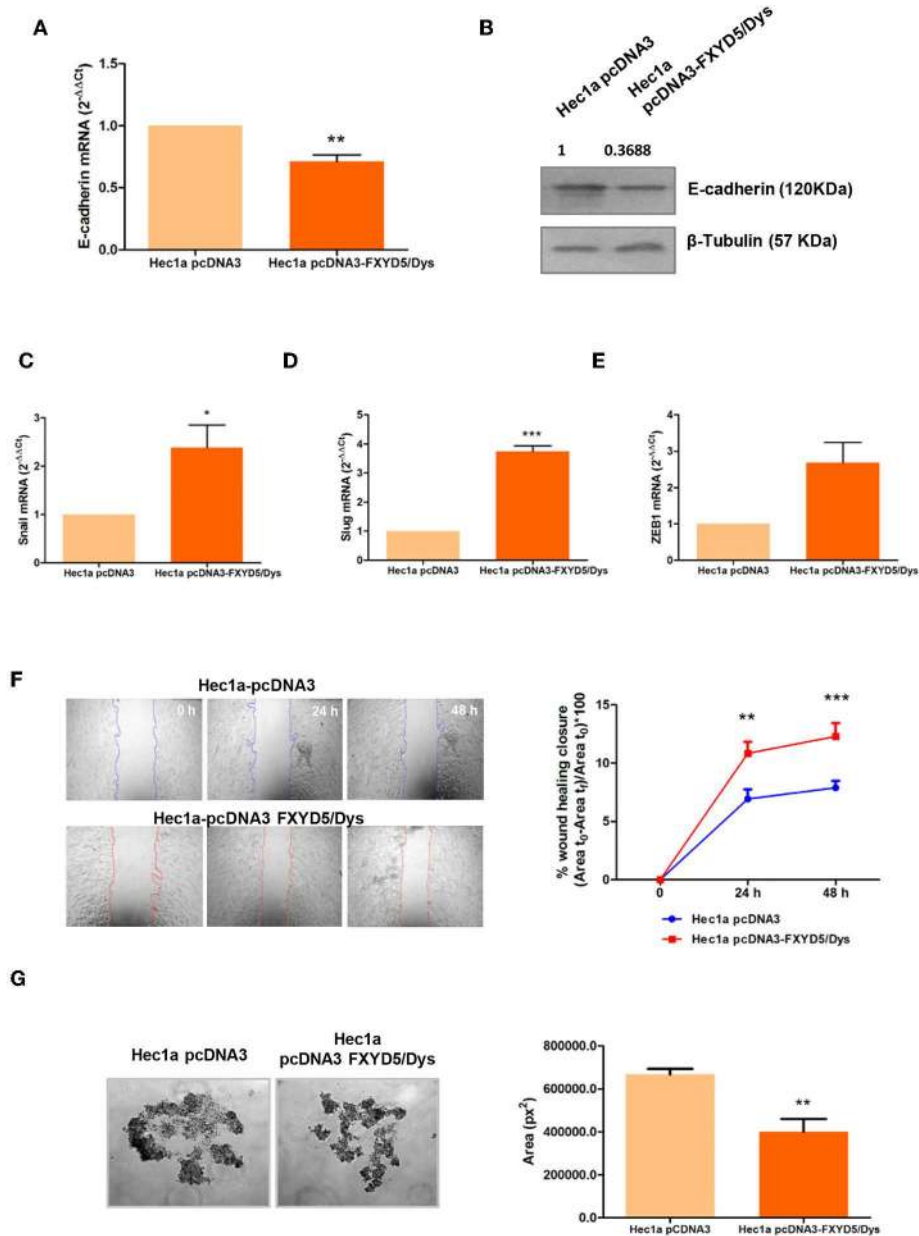 A
E-cadherin mRNA (2^-ΔΔCt)
1.5
1.0
0.5
0.0
**
Hec1a pcDNA3
Hec1a pcDNA3-FXYD5/Dys
B
Hec1a pcDNA3
Hec1a
pcDNA3-FXYD5/Dys
1
0.3688
E-cadherin (120KDa)
β-Tubulin (57 KDa)
C
Snail mRNA (2^-ΔΔCt)
3
2
1
0
*
Hec1a pcDNA3
Hec1a pcDNA3-FXYD5/Dys
D
Slug mRNA (2^-ΔΔCt)
5
4
3
2
1
0
***
Hec1a pcDNA3
Hec1a pcDNA3-FXYD5/Dys
E
ZEB1 mRNA (2^-ΔΔCt)
4
3
2
1
0
Hec1a pcDNA3
Hec1a pcDNA3-FXYD5/Dys
F
Hec1a-pcDNA3
0 h
24 h
48 h
Hec1a-pcDNA3 FXYD5/Dys
% wound healing closure
(Area t0-Area tf/Area t0)*100
15
10
5
0
**
***
0
24 h
48 h
Hec1a pcDNA3
Hec1a pcDNA3-FXYD5/Dys
G
Hec1a pcDNA3
Hec1a
pcDNA3 FXYD5/Dys
Area (px²)
800000.0
600000.0
400000.0
200000.0
0.0
**
Hec1a pCDNA3
Hec1a pcDNA3-FXYD5/Dys